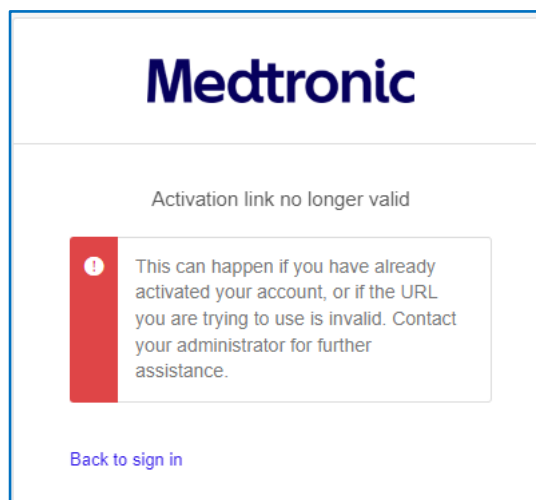 Medtronic
Activation link no longer valid
This can happen if you have already
activated your account, or if the URL
you are trying to use is invalid. Contact
your administrator for further
assistance.
Back to sign in